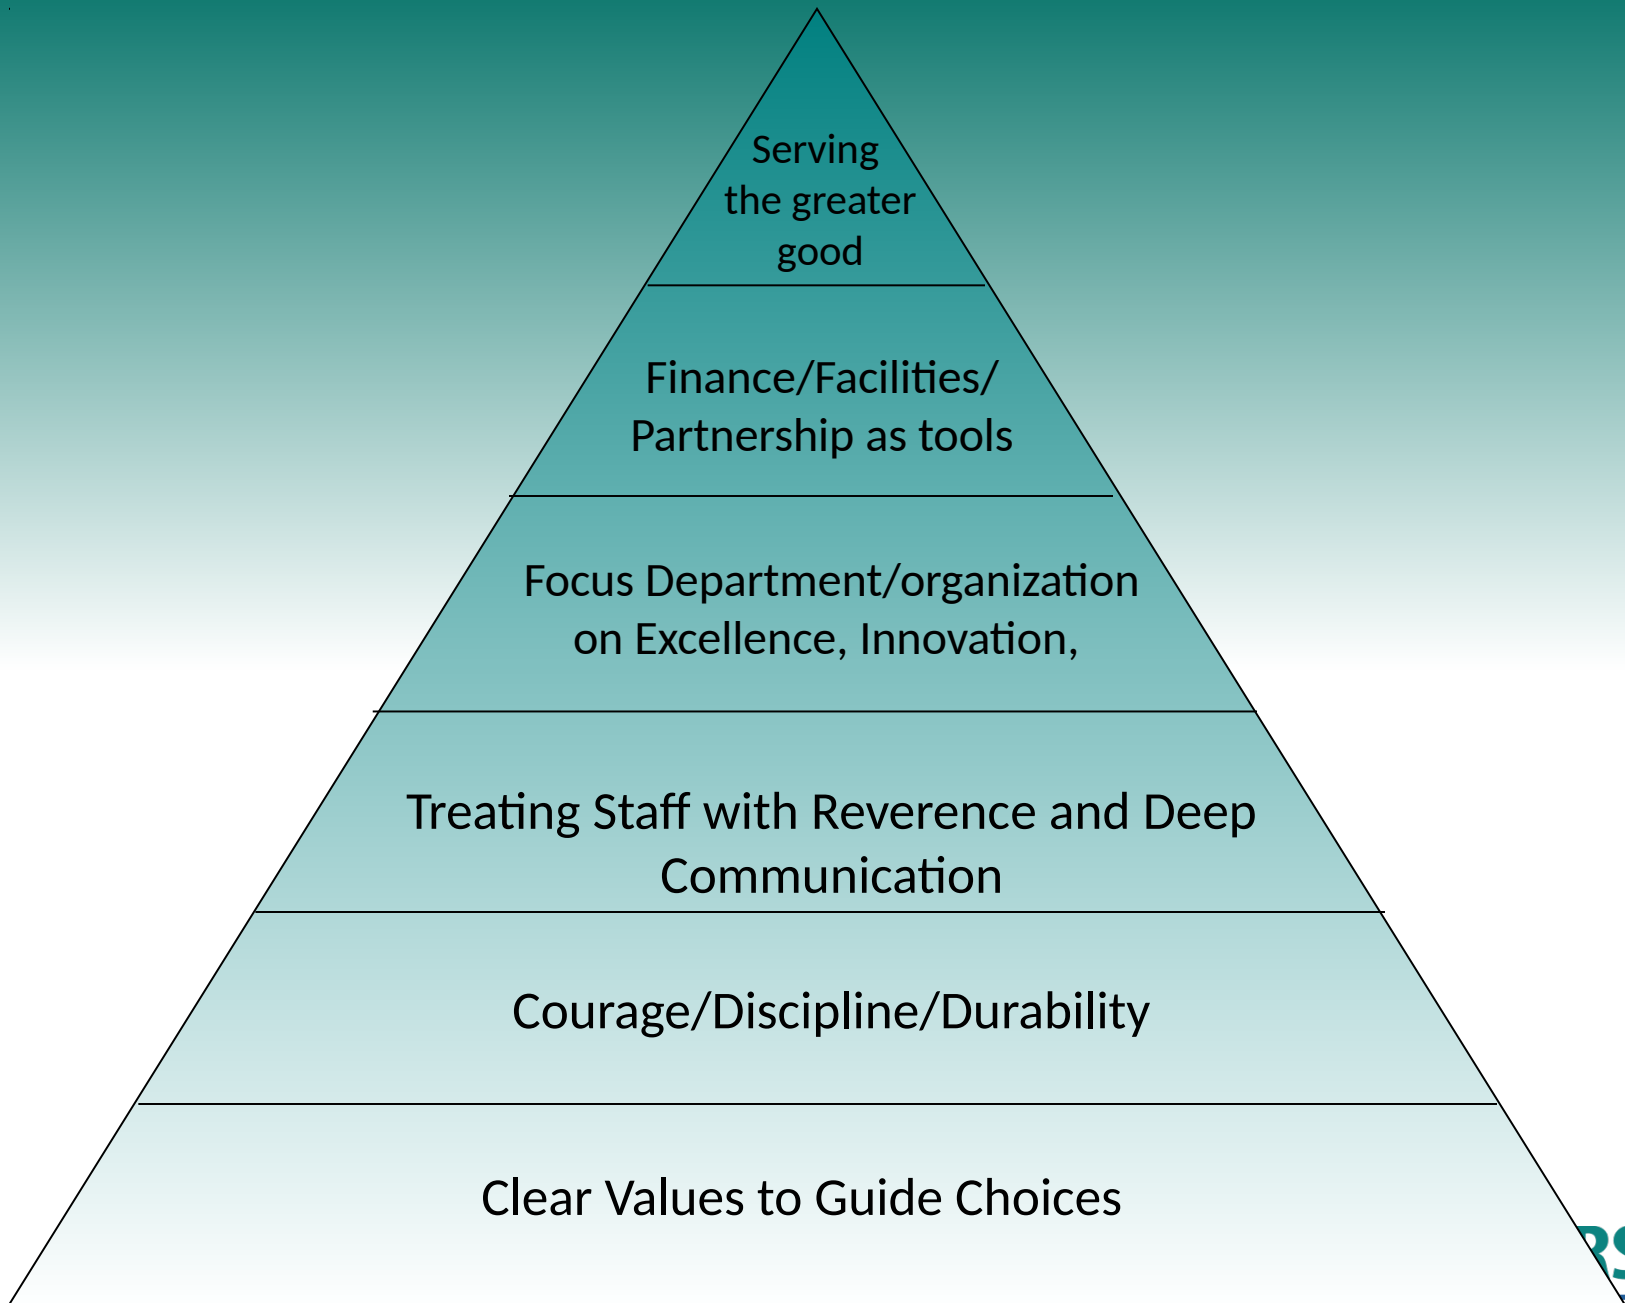 Serving
the greater
good
Finance/Facilities/
Partnership as tools
Focus Department/organization
on Excellence, Innovation,
Treating Staff with Reverence and Deep
Communication
Courage/Discipline/Durability
Clear Values to Guide Choices